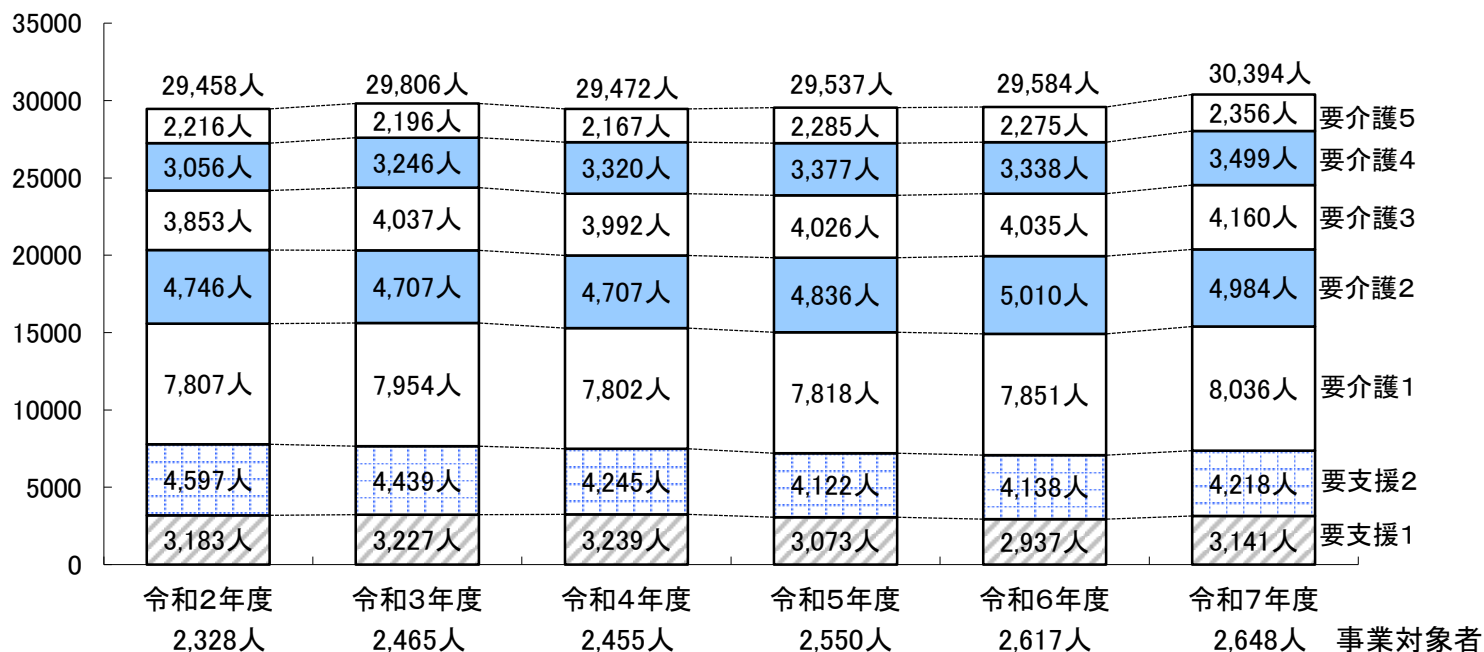 35000
30000
25000
20000
15000
10000
5000
0
29,458人 29,806人 29,472人 29,537人 29,584人 30,394人
2,216人 2,196人 2,167人 2,285人 2,275人 2,356人 要介護5
3,056人 3,246人 3,320人 3,377人 3,338人 3,499人 要介護4
3,853人 4,037人 3,992人 4,026人 4,035人 4,160人 要介護3
4,746人 4,707人 4,707人 4,836人 5,010人 4,984人 要介護2
7,807人 7,954人 7,802人 7,818人 7,851人 8,036人 要介護1
4,597人 4,439人 4,245人 4,122人 4,138人 4,218人 要支援2
3,183人 3,227人 3,239人 3,073人 2,937人 3,141人 要支援1
令和2年度 令和3年度 令和4年度 令和5年度 令和6年度 令和7年度
2,328人 2,465人 2,455人 2,550人 2,617人 2,648人 事業対象者